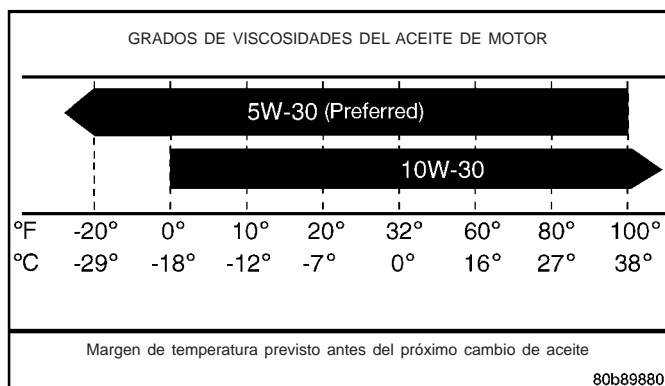 GRADOS DE VISCOSIDADES DEL ACEITE DE MOTOR
5W-30 (Preferred)
10W-30
°F -20° 0° 10° 20° 32° 60° 80° 100°
°C -29° -18° -12° -7° 0° 16° 27° 38°
Margen de temperatura previsto antes del próximo cambio de aceite
80b89880